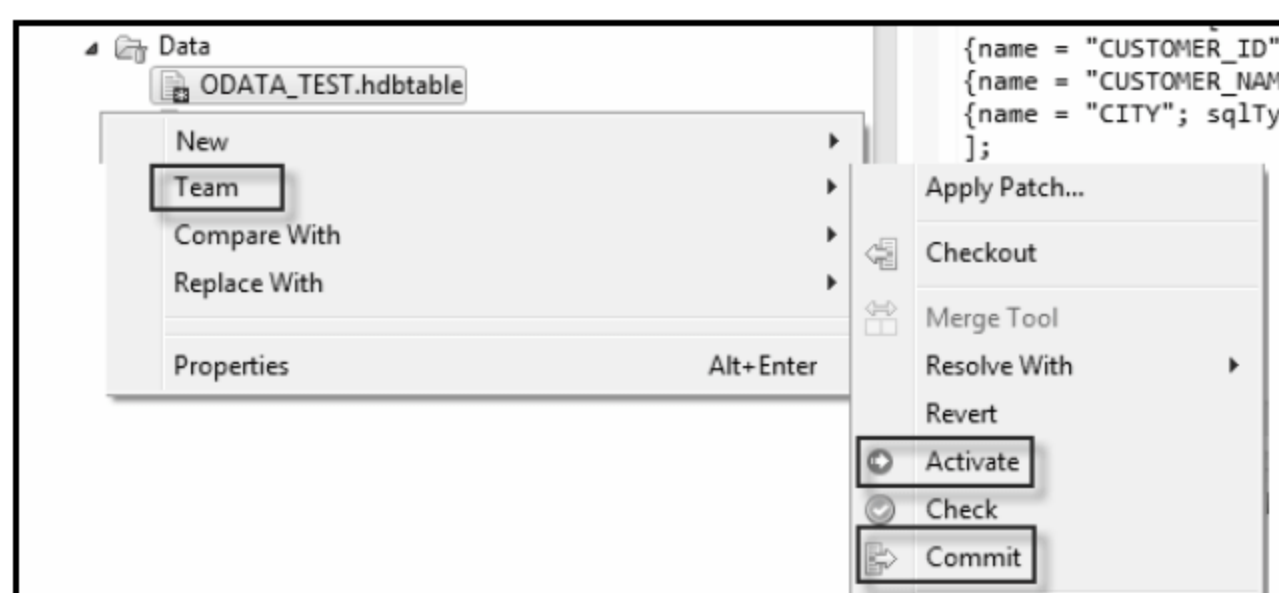 Data
ODATA_TEST.hdbtable
{name = "CUSTOMER_ID"
{name = "CUSTOMER_NAM
{name = "CITY"; sqlTy
];
New
Team
Compare With
Replace With
Properties Alt+Enter
Apply Patch...
Checkout
Merge Tool
Resolve With
Revert
Activate
Check
Commit